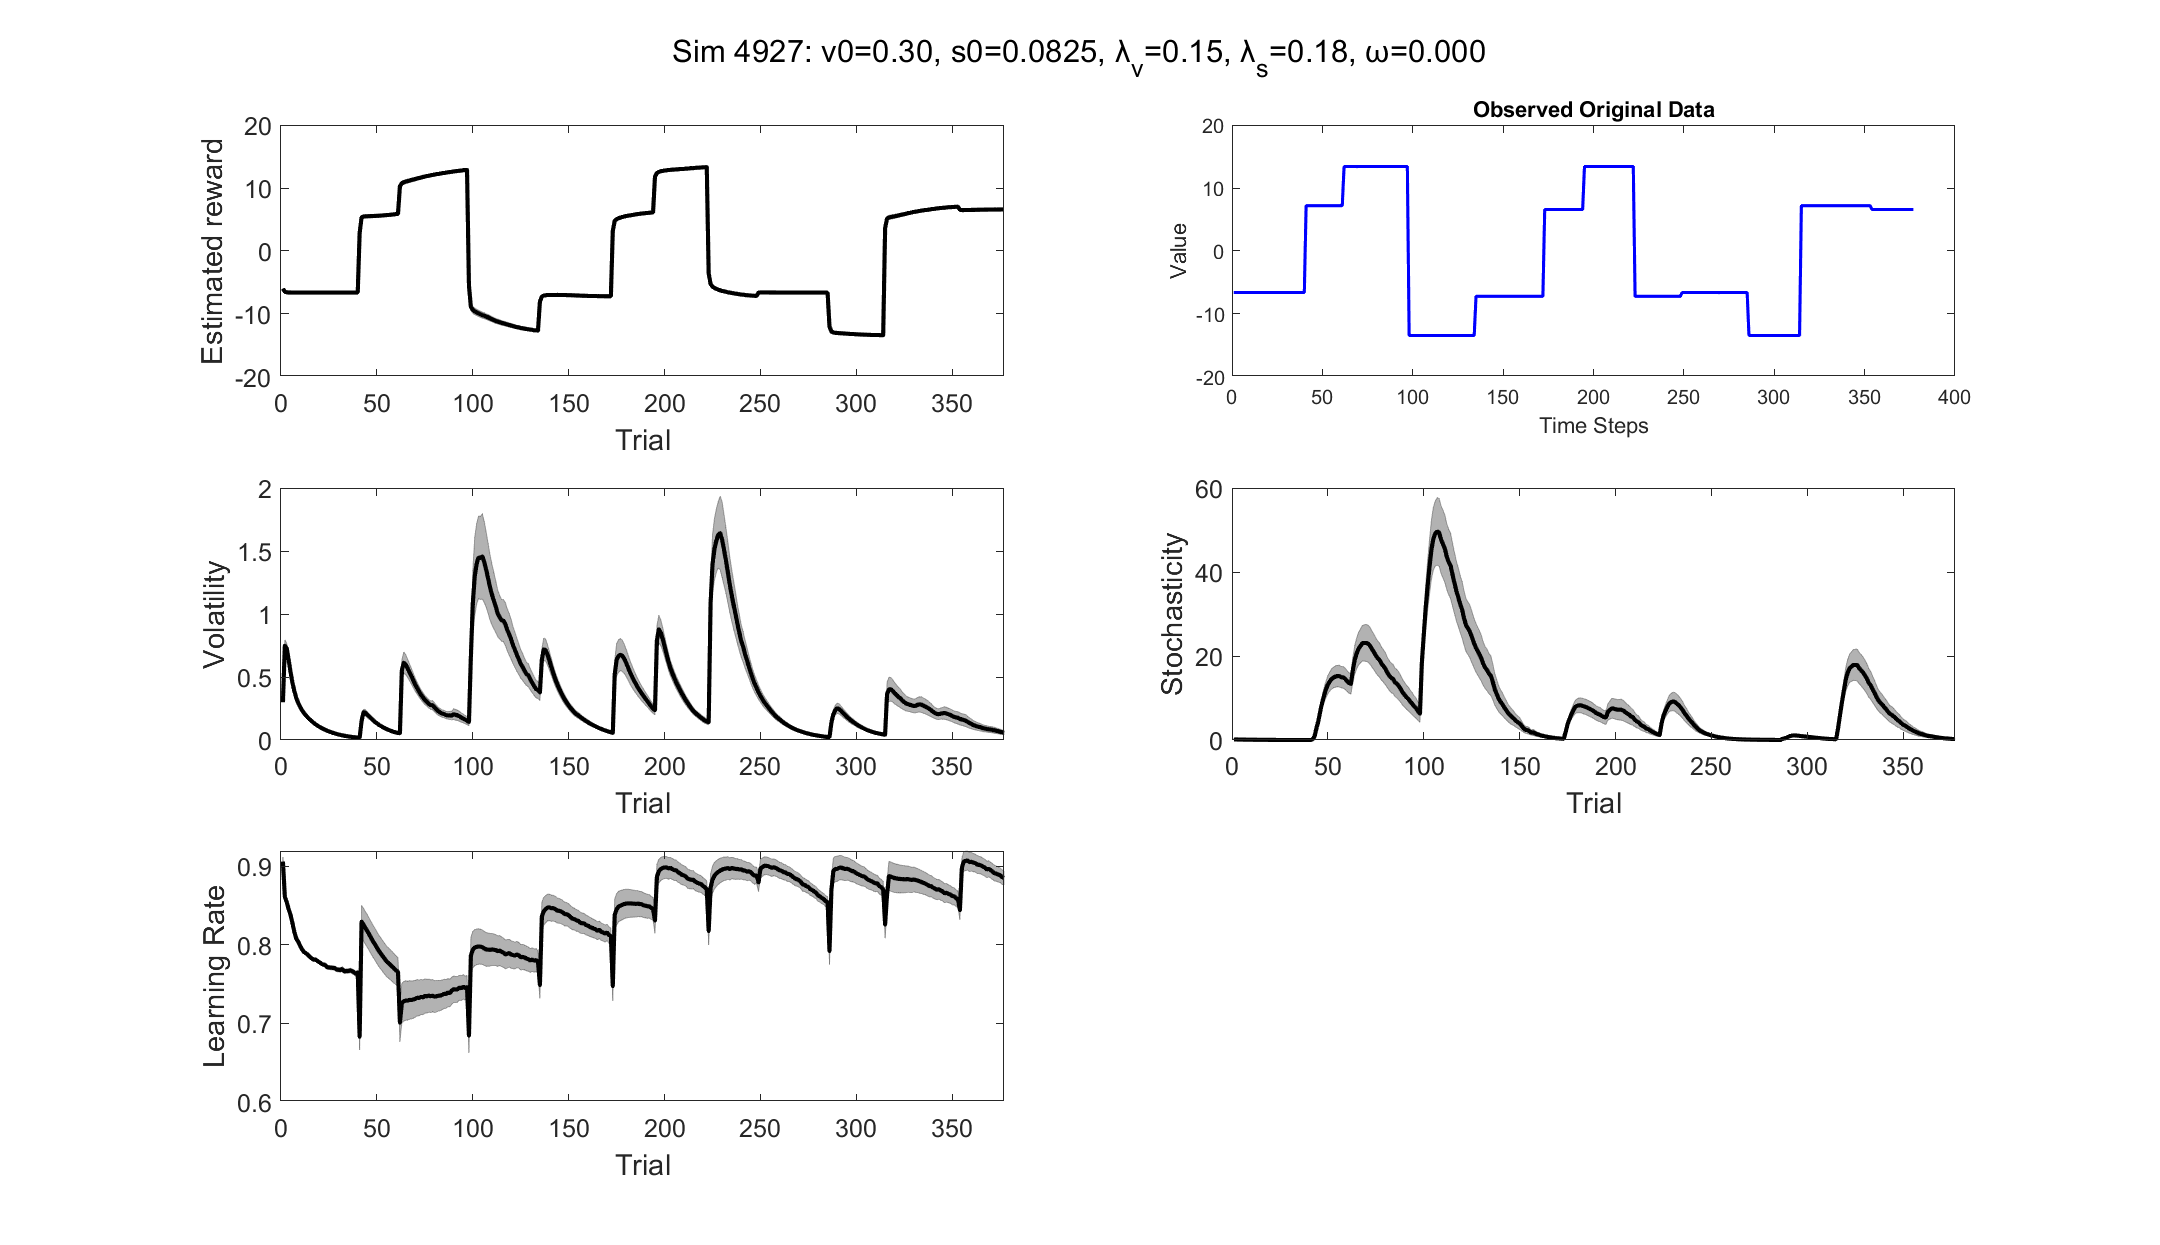 Sim 4927: v0=0.30, s0=0.0825, λv=0.15, λs=0.18, ω=0.000
Estimated reward
20
10
0
-10
-20
0 50 100 150 200 250 300 350
Trial
Observed Original Data
Value
20
10
0
-10
-20
0 50 100 150 200 250 300 350 400
Time Steps
Volatility
2
1.5
1
0.5
0
0 50 100 150 200 250 300 350
Trial
Stochasticity
60
40
20
0
0 50 100 150 200 250 300 350
Trial
Learning Rate
0.9
0.8
0.7
0.6
0 50 100 150 200 250 300 350
Trial